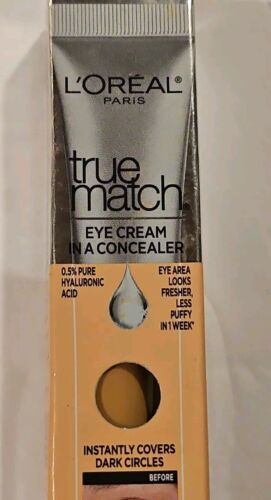 L'ORÉAL®
PARIS
true
match.
EYE CREAM
IN A CONCEALER
0.5% PURE
HYALURONIC
ACID
EYE AREA
LOOKS
FRESHER,
LESS
PUFFY
IN 1 WEEK*
INSTANTLY COVERS
DARK CIRCLES
BEFORE